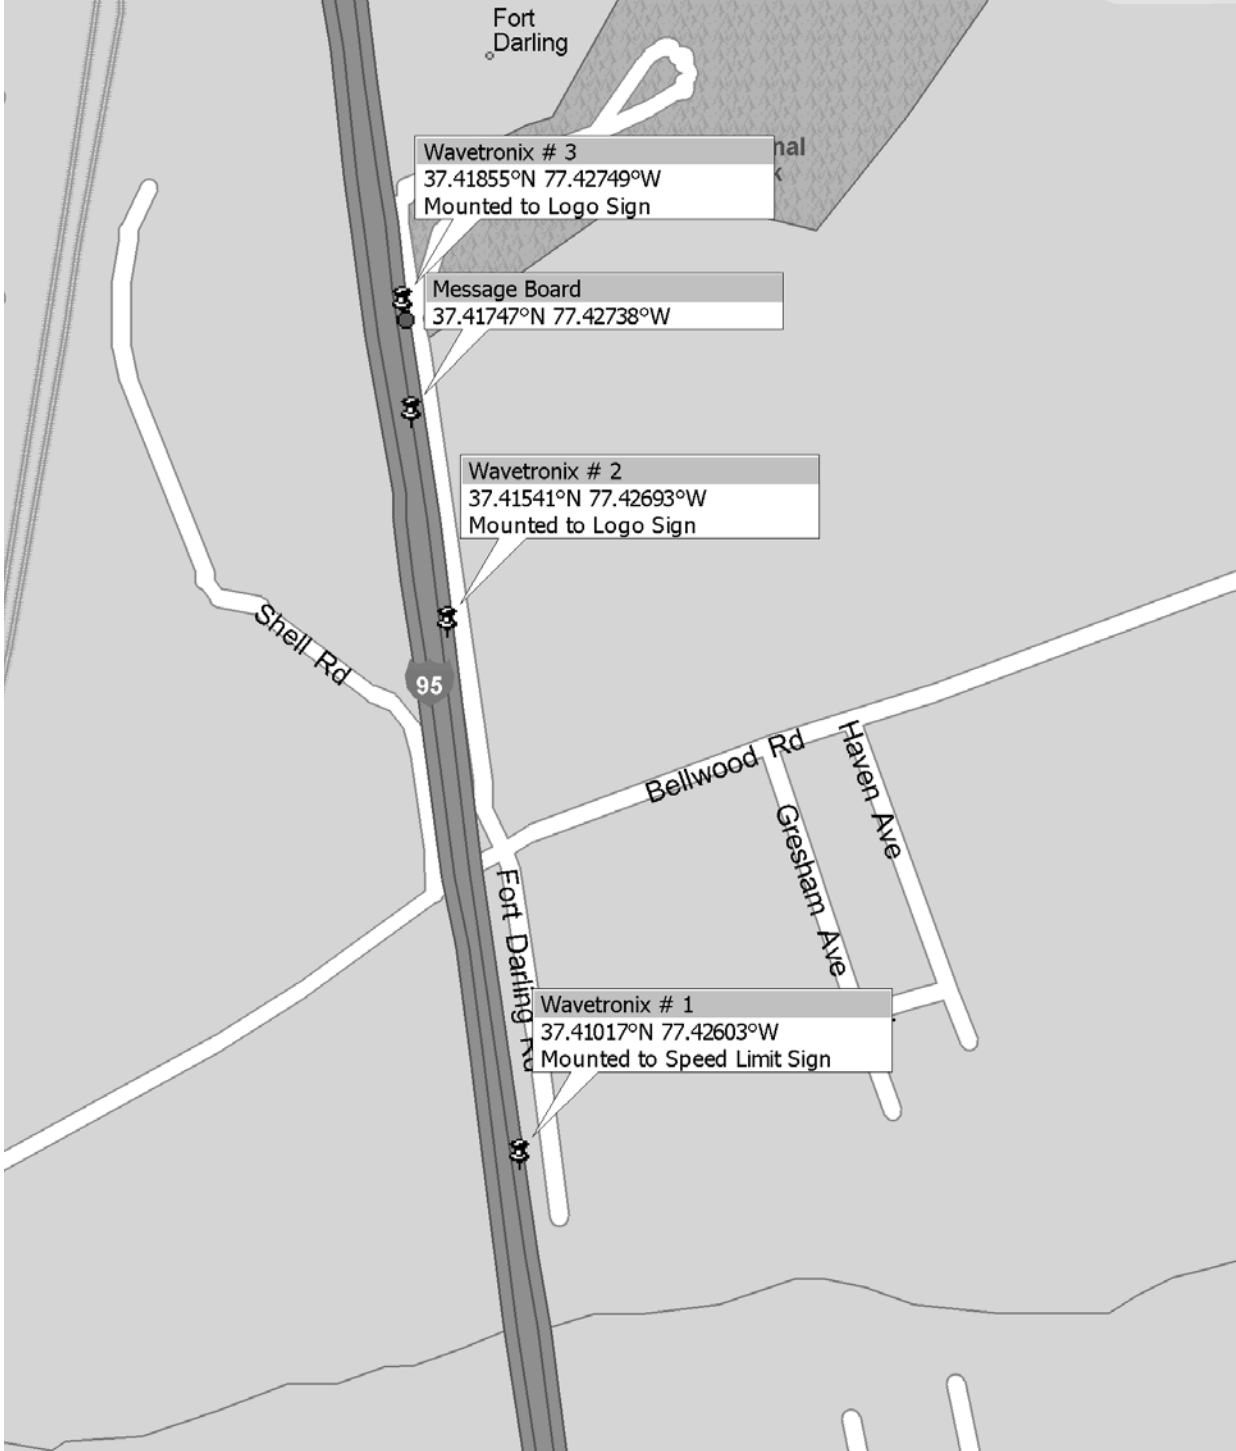 Fort
Darling
Wavetronix # 3
37.41855°N 77.42749°W
Mounted to Logo Sign
Message Board
37.41747°N 77.42738°W
Wavetronix # 2
37.41541°N 77.42693°W
Mounted to Logo Sign
Shell Rd
95
Bellwood Rd
Haven Ave
Gresham Ave
Fort Darling Rd
Wavetronix # 1
37.41017°N 77.42603°W
Mounted to Speed Limit Sign